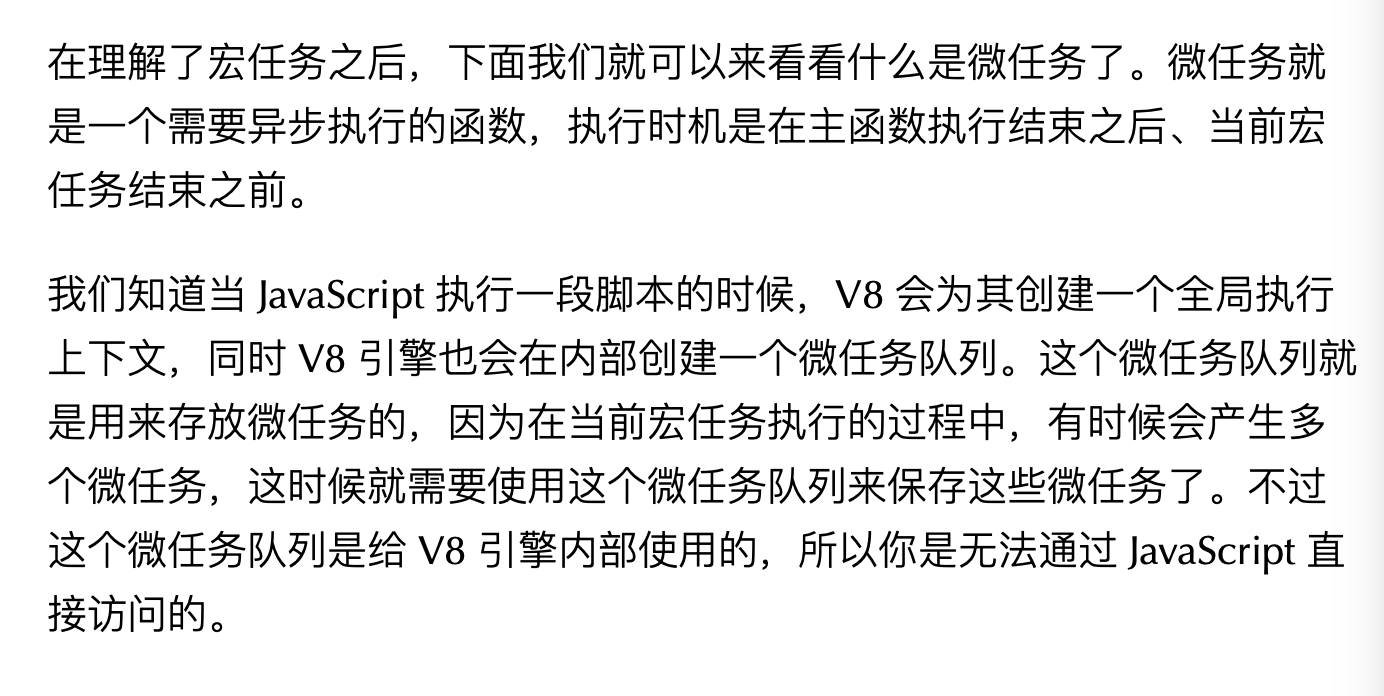 在理解了宏任务之后，下面我们就可以来看看什么是微任务了。微任务就
是一个需要异步执行的函数，执行时机是在主函数执行结束之后、当前宏
任务结束之前。
我们知道当 JavaScript 执行一段脚本的时候，V8 会为其创建一个全局执行
上下文，同时 V8 引擎也会在内部创建一个微任务队列。这个微任务队列就
是用来存放微任务的，因为在当前宏任务执行的过程中，有时候会产生多
个微任务，这时候就需要使用这个微任务队列来保存这些微任务了。不过
这个微任务队列是给 V8 引擎内部使用的，所以你是无法通过 JavaScript 直
接访问的。